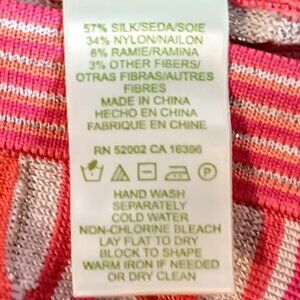 57% SILK/SEDA/SOIE
34% NYLON/NAILON
6% RAMIE/RAMINA
3% OTHER FIBERS/
OTRAS FIBRAS/AUTRES
FIBRES
MADE IN CHINA
HECHO EN CHINA
FABRIQUE EN CHINE
RN 52002 CA 16396
HAND WASH
SEPARATELY
COLD WATER
NON-CHLORINE BLEACH
LAY FLAT TO DRY
BLOCK TO SHAPE
WARM IRON IF NEEDED
OR DRY CLEAN